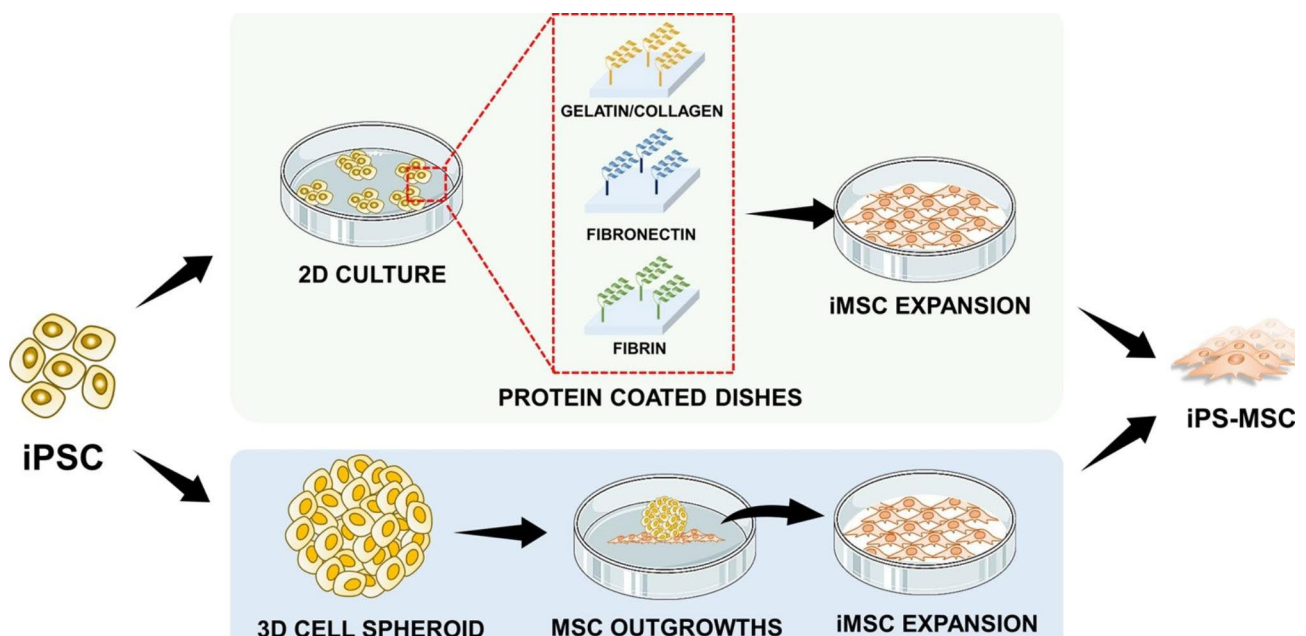 GELATIN/COLLAGEN
FIBRONECTIN
FIBRIN
2D CULTURE
iMSC EXPANSION
PROTEIN COATED DISHES
iPSC
iPS-MSC
3D CELL SPHEROID
MSC OUTGROWTHS
iMSC EXPANSION